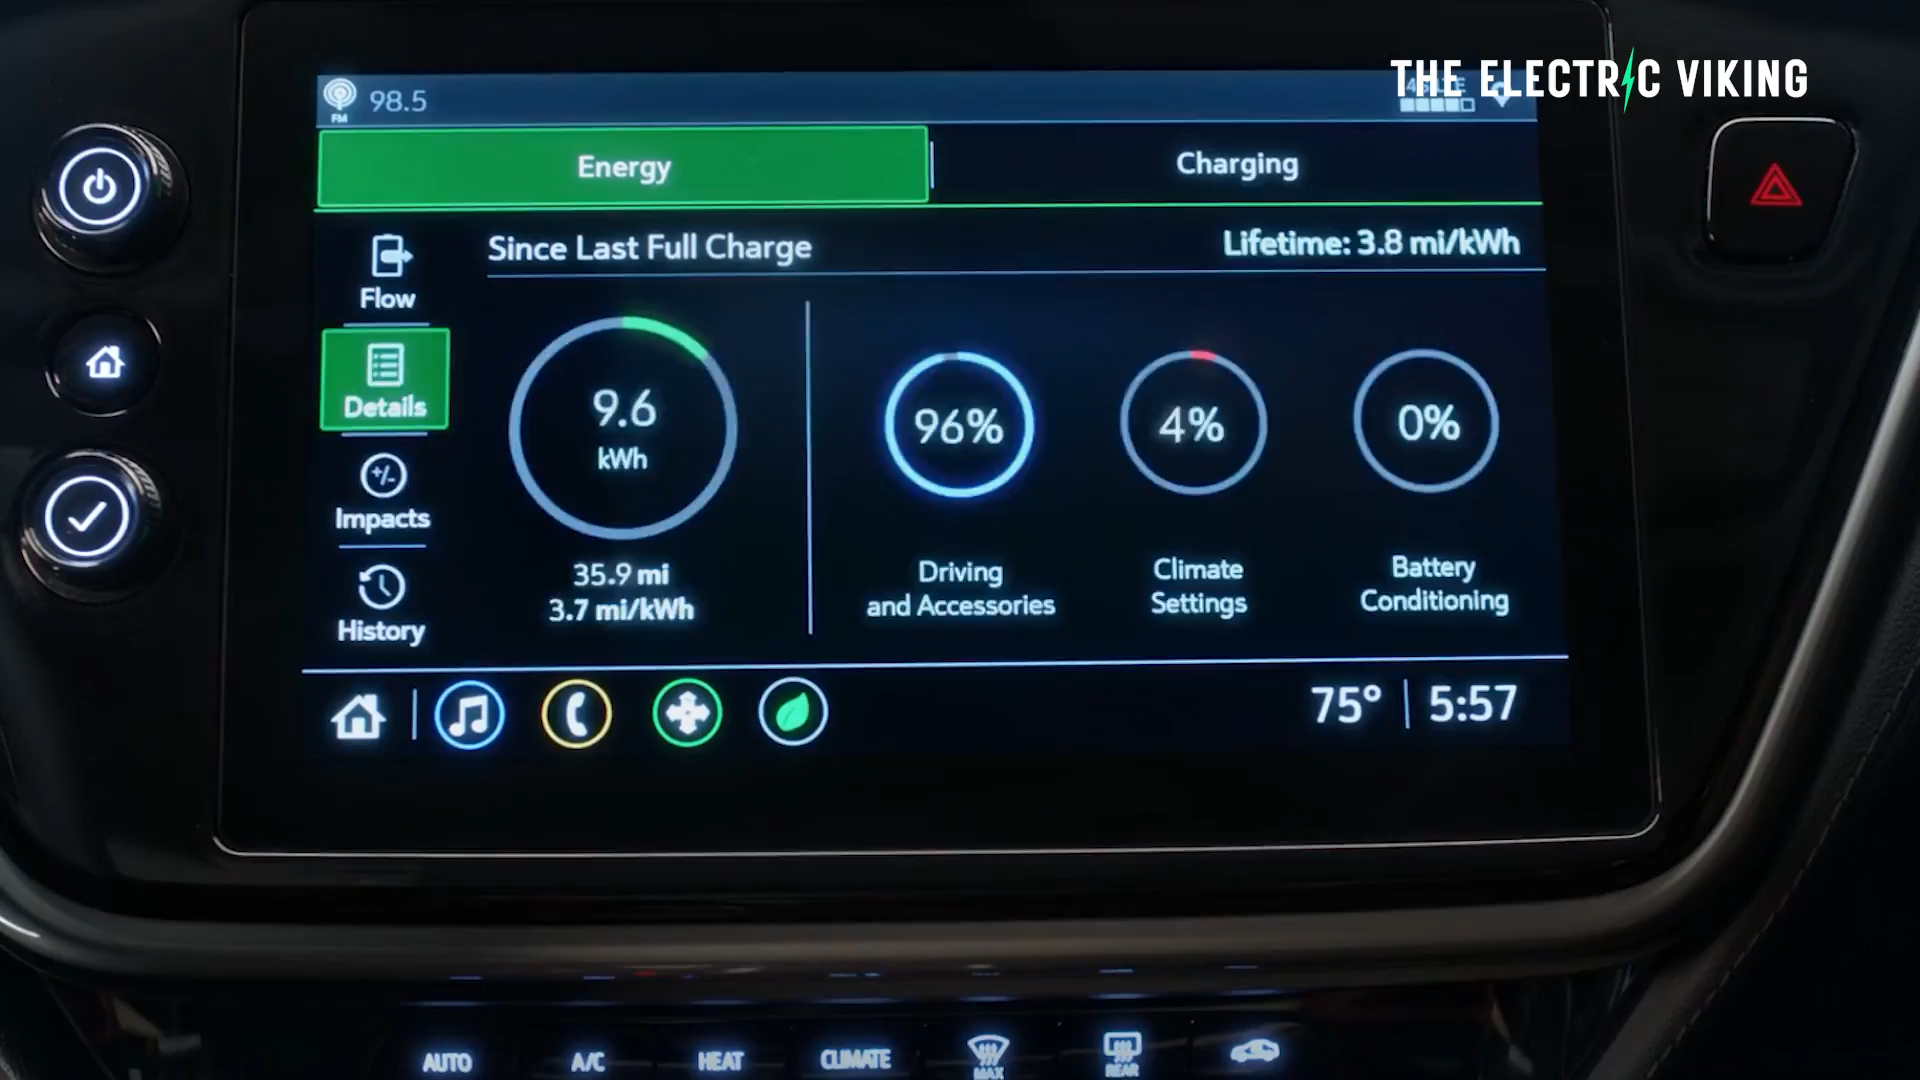 THE ELECTRIC VIKING
98.5
FM
Energy
Charging
Since Last Full Charge
Lifetime: 3.8 mi/kWh
Flow
Details
Impacts
History
9.6
kWh
35.9 mi
3.7 mi/kWh
96%
4%
0%
Driving
and Accessories
Climate
Settings
Battery
Conditioning
75° 5:57
AUTO
A/C
HEAT
CLIMATE
MAX
REAR